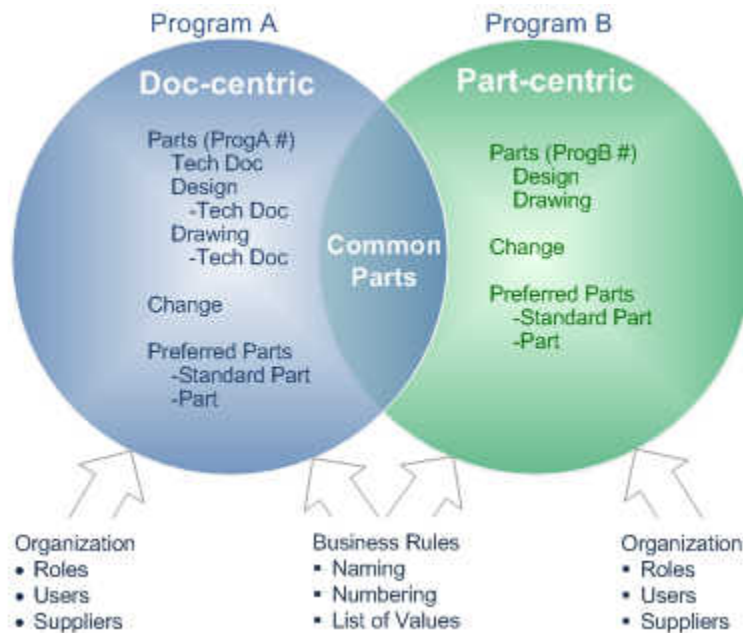 Program A
Program B
Doc-centric
Part-centric
Parts (ProgA #)
Tech Doc
Design
-Tech Doc
Drawing
-Tech Doc
Change
Preferred Parts
-Standard Part
-Part
Common
Parts
Parts (ProgB #)
Design
Drawing
Change
Preferred Parts
-Standard Part
-Part
Organization
• Roles
• Users
• Suppliers
Business Rules
▪ Naming
▪ Numbering
▪ List of Values
Organization
▪ Roles
▪ Users
▪ Suppliers